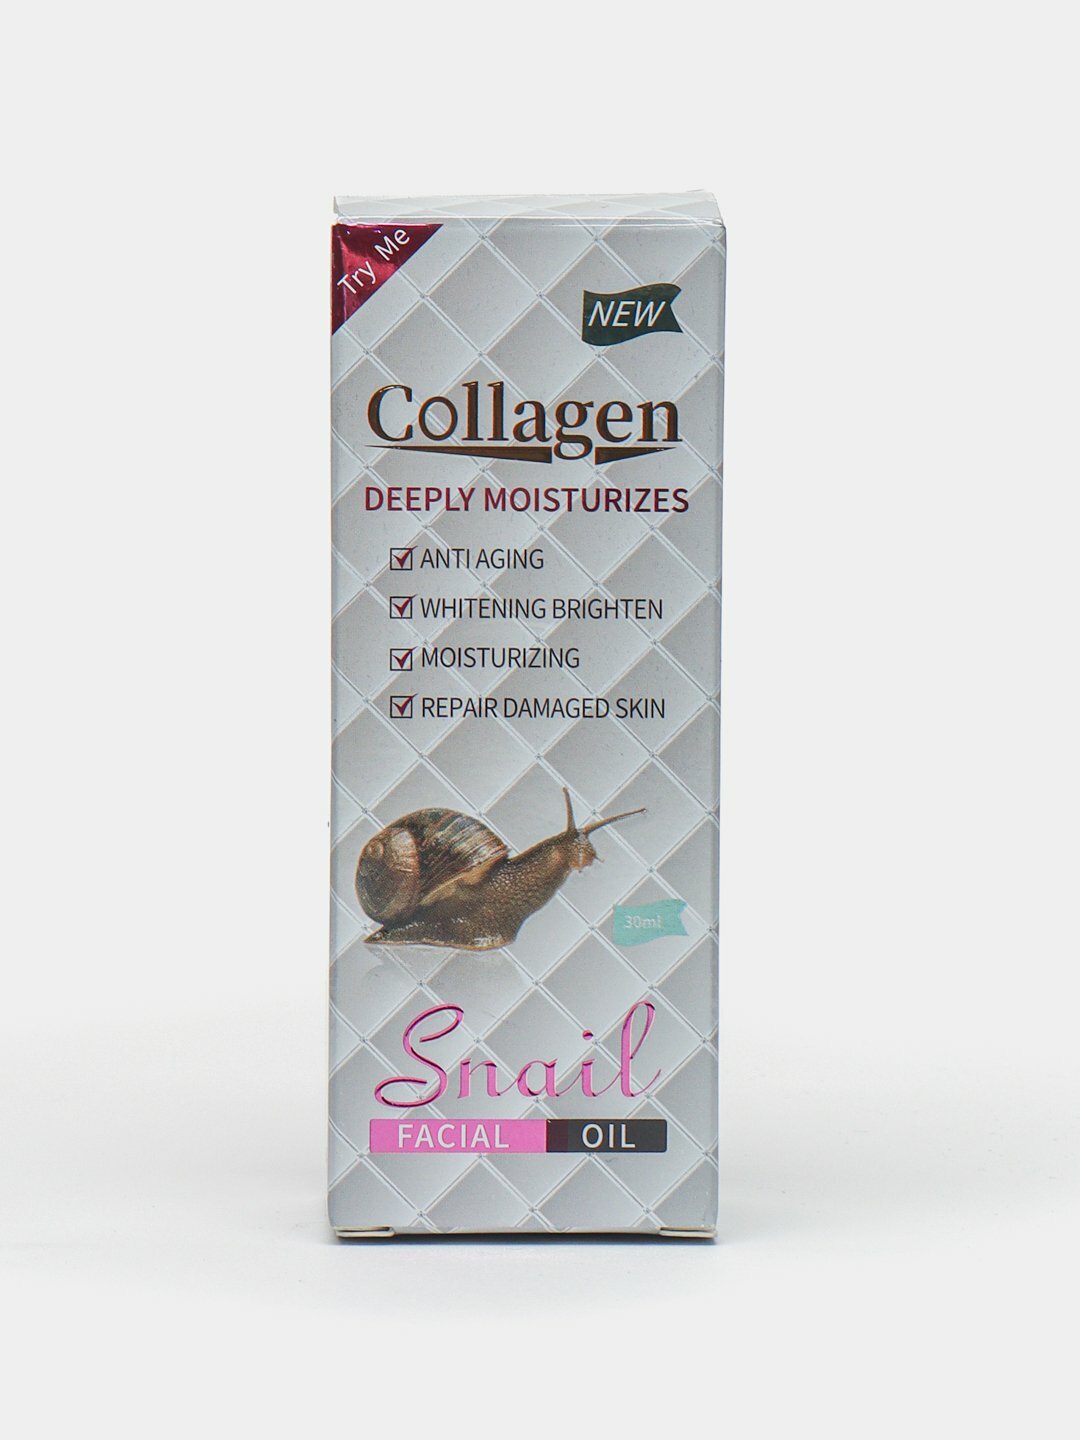 Try Me
NEW
Collagen
DEEPLY MOISTURIZES
ANTI AGING
WHITENING BRIGHTEN
MOISTURIZING
REPAIR DAMAGED SKIN
30ml
Snail
FACIAL OIL